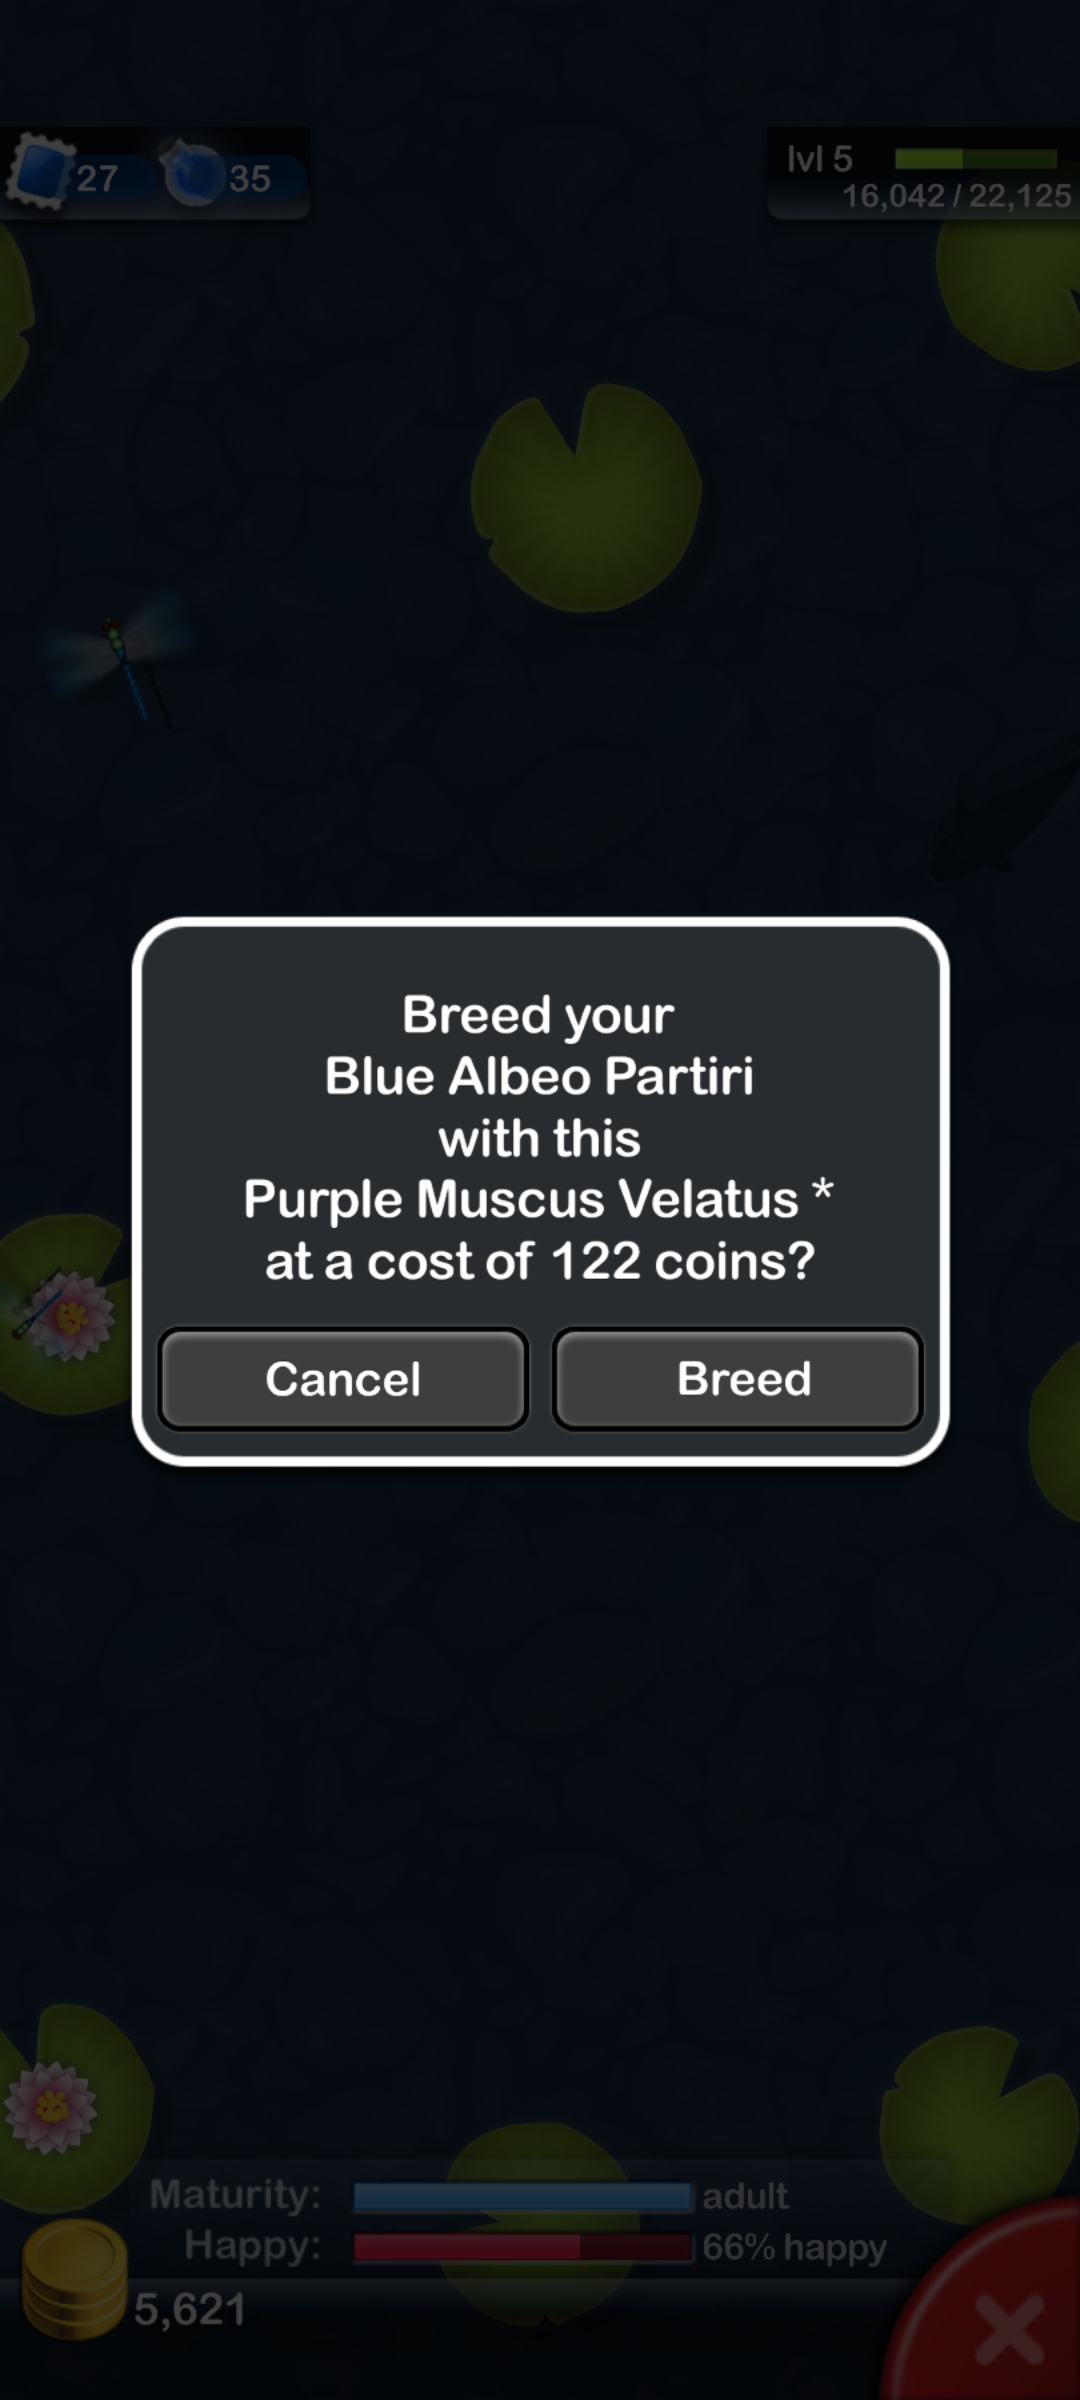 27 35 lvl 5
16,042 / 22,125
Breed your
Blue Albeo Partiri
with this
Purple Muscus Velatus *
at a cost of 122 coins?
Cancel Breed
Maturity: adult
Happy: 66% happy
5,621